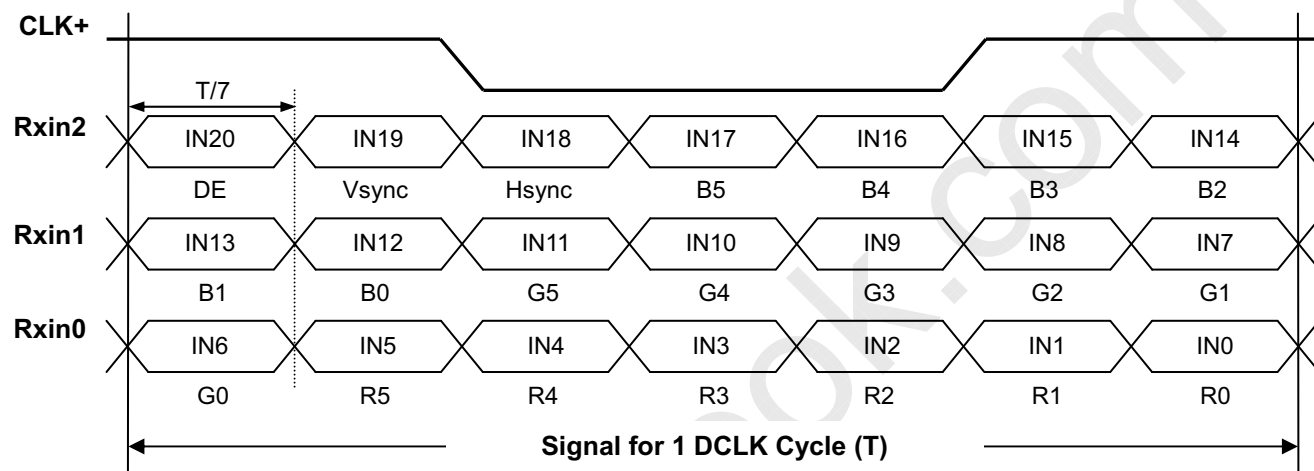 CLK+
T/7
Rxin2 IN20 IN19 IN18 IN17 IN16 IN15 IN14
DE Vsync Hsync B5 B4 B3 B2
Rxin1 IN13 IN12 IN11 IN10 IN9 IN8 IN7
B1 B0 G5 G4 G3 G2 G1
Rxin0 IN6 IN5 IN4 IN3 IN2 IN1 IN0
G0 R5 R4 R3 R2 R1 R0
Signal for 1 DCLK Cycle (T)
ook.com